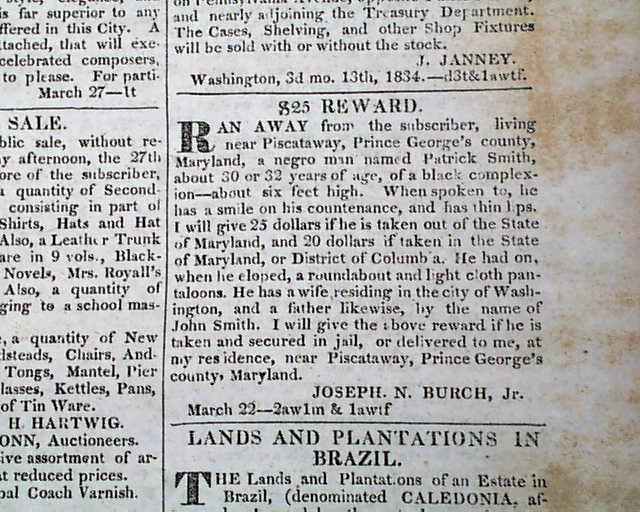 legance, &c.,
is far superior to any
ffered in this City. A
ttached, that will exe-
celebrated composers,
to please. For parti-
March 27—1t
SALE.
blic sale, without re-
y afternoon, the 27th
ore of the subscriber,
a quantity of Second
consisting in part of
Shirts, Hats and Hat
Also, a Leather Trunk
are in 9 vols., Black-
Novels, Mrs. Royall's
Also, a quantity of
ging to a school mas-
e, a quantity of New
dsteads, Chairs, And-
Tongs, Mantel, Pier
lasses, Kettles, Pans,
of Tin Ware.
H. HARTWIG.
ONN, Auctioneers.
ive assortment of ar-
at reduced prices.
bal Coach Varnish.
on Pennsylvania Avenue,
and nearly adjoining the Treasury Department.
The Cases, Shelving, and other Shop Fixtures
will be sold with or without the stock.
J. JANNEY.
Washington, 3d mo. 13th, 1834.—d3t&lawtf.
$25 REWARD.
RAN AWAY from the subscriber, living
near Piscataway, Prince George's county,
Maryland, a negro man named Patrick Smith,
about 30 or 32 years of age, of a black complex-
ion—about six feet high. When spoken to, he
has a smile on his countenance, and has thin l ps.
I will give 25 dollars if he is taken out of the State
of Maryland, and 20 dollars if taken in the State
of Maryland, or District of Columb a. He had on,
when he eloped, a roundabout and light cloth pan-
taloons. He has a wife residing in the city of Wash-
ington, and a father likewise, by the name of
John Smith. I will give the above reward if he is
taken and secured in jail, or delivered to me, at
my residence, near Piscataway, Prince George's
county, Maryland.
JOSEPH. N. BURCH, Jr.
March 22—2aw1m & lawtf
LANDS AND PLANTATIONS IN
BRAZIL.
THE Lands and Plantat.ons of an Estate in
Brazil, (denominated CALEDONIA, af-